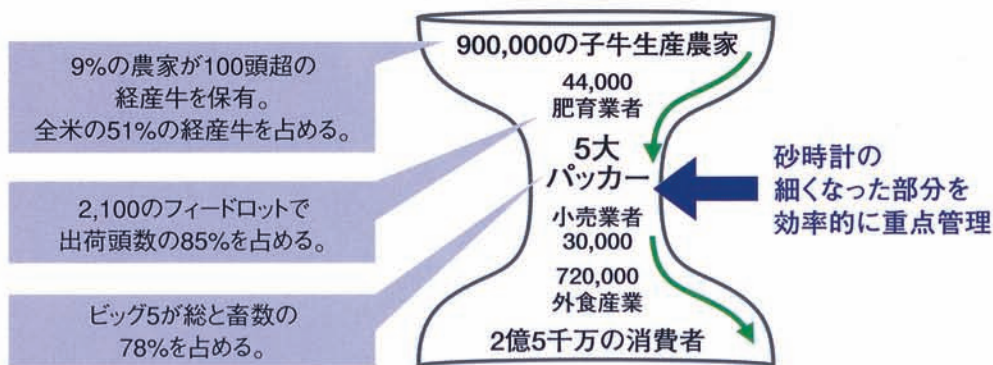 9%の農家が100頭超の
経産牛を保有。
全米の51%の経産牛を占める。
2,100のフィードロットで
出荷頭数の85%を占める。
ビッグ5が総と畜数の
78%を占める。
900,000の子牛生産農家
44,000
肥育業者
5大
パッカー
小売業者
30,000
720,000
外食産業
2億5千万の消費者
砂時計の
細くなった部分を
効率的に重点管理